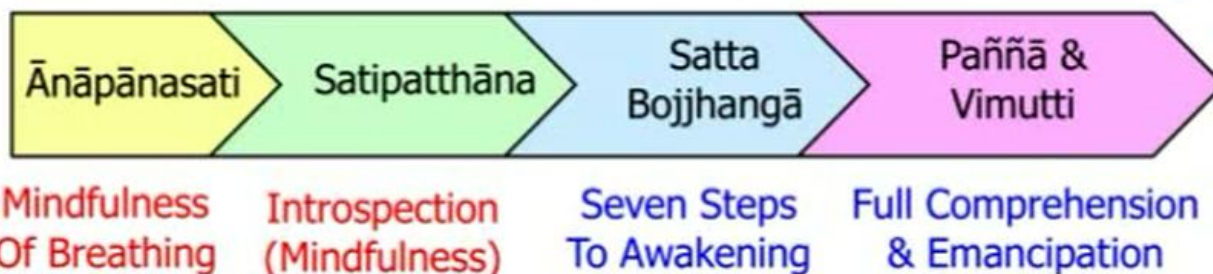 Ānāpānasati
Satipatthāna
Satta
Bojjhangā
Paññā &
Vimutti
Mindfulness
Of Breathing
Introspection
(Mindfulness)
Seven Steps
To Awakening
Full Comprehension
& Emancipation